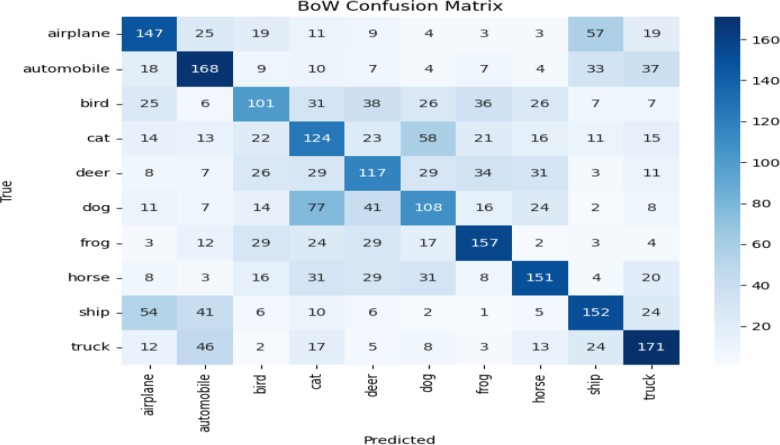 BoW Confusion Matrix
airplane 147 25 19 11 9 4 3 3 57 19
automobile 18 168 9 10 7 4 7 4 33 37
bird 25 6 101 31 38 26 36 26 7 7
cat 14 13 22 124 23 58 21 16 11 15
deer 8 7 26 29 117 29 34 31 3 11
dog 11 7 14 77 41 108 16 24 2 8
frog 3 12 29 24 29 17 157 2 3 4
horse 8 3 16 31 29 31 8 151 4 20
ship 54 41 6 10 6 2 1 5 152 24
truck 12 46 2 17 5 8 3 13 24 171
True
airplane automobile bird cat deer dog frog horse ship truck
Predicted
160
140
120
100
80
60
40
20